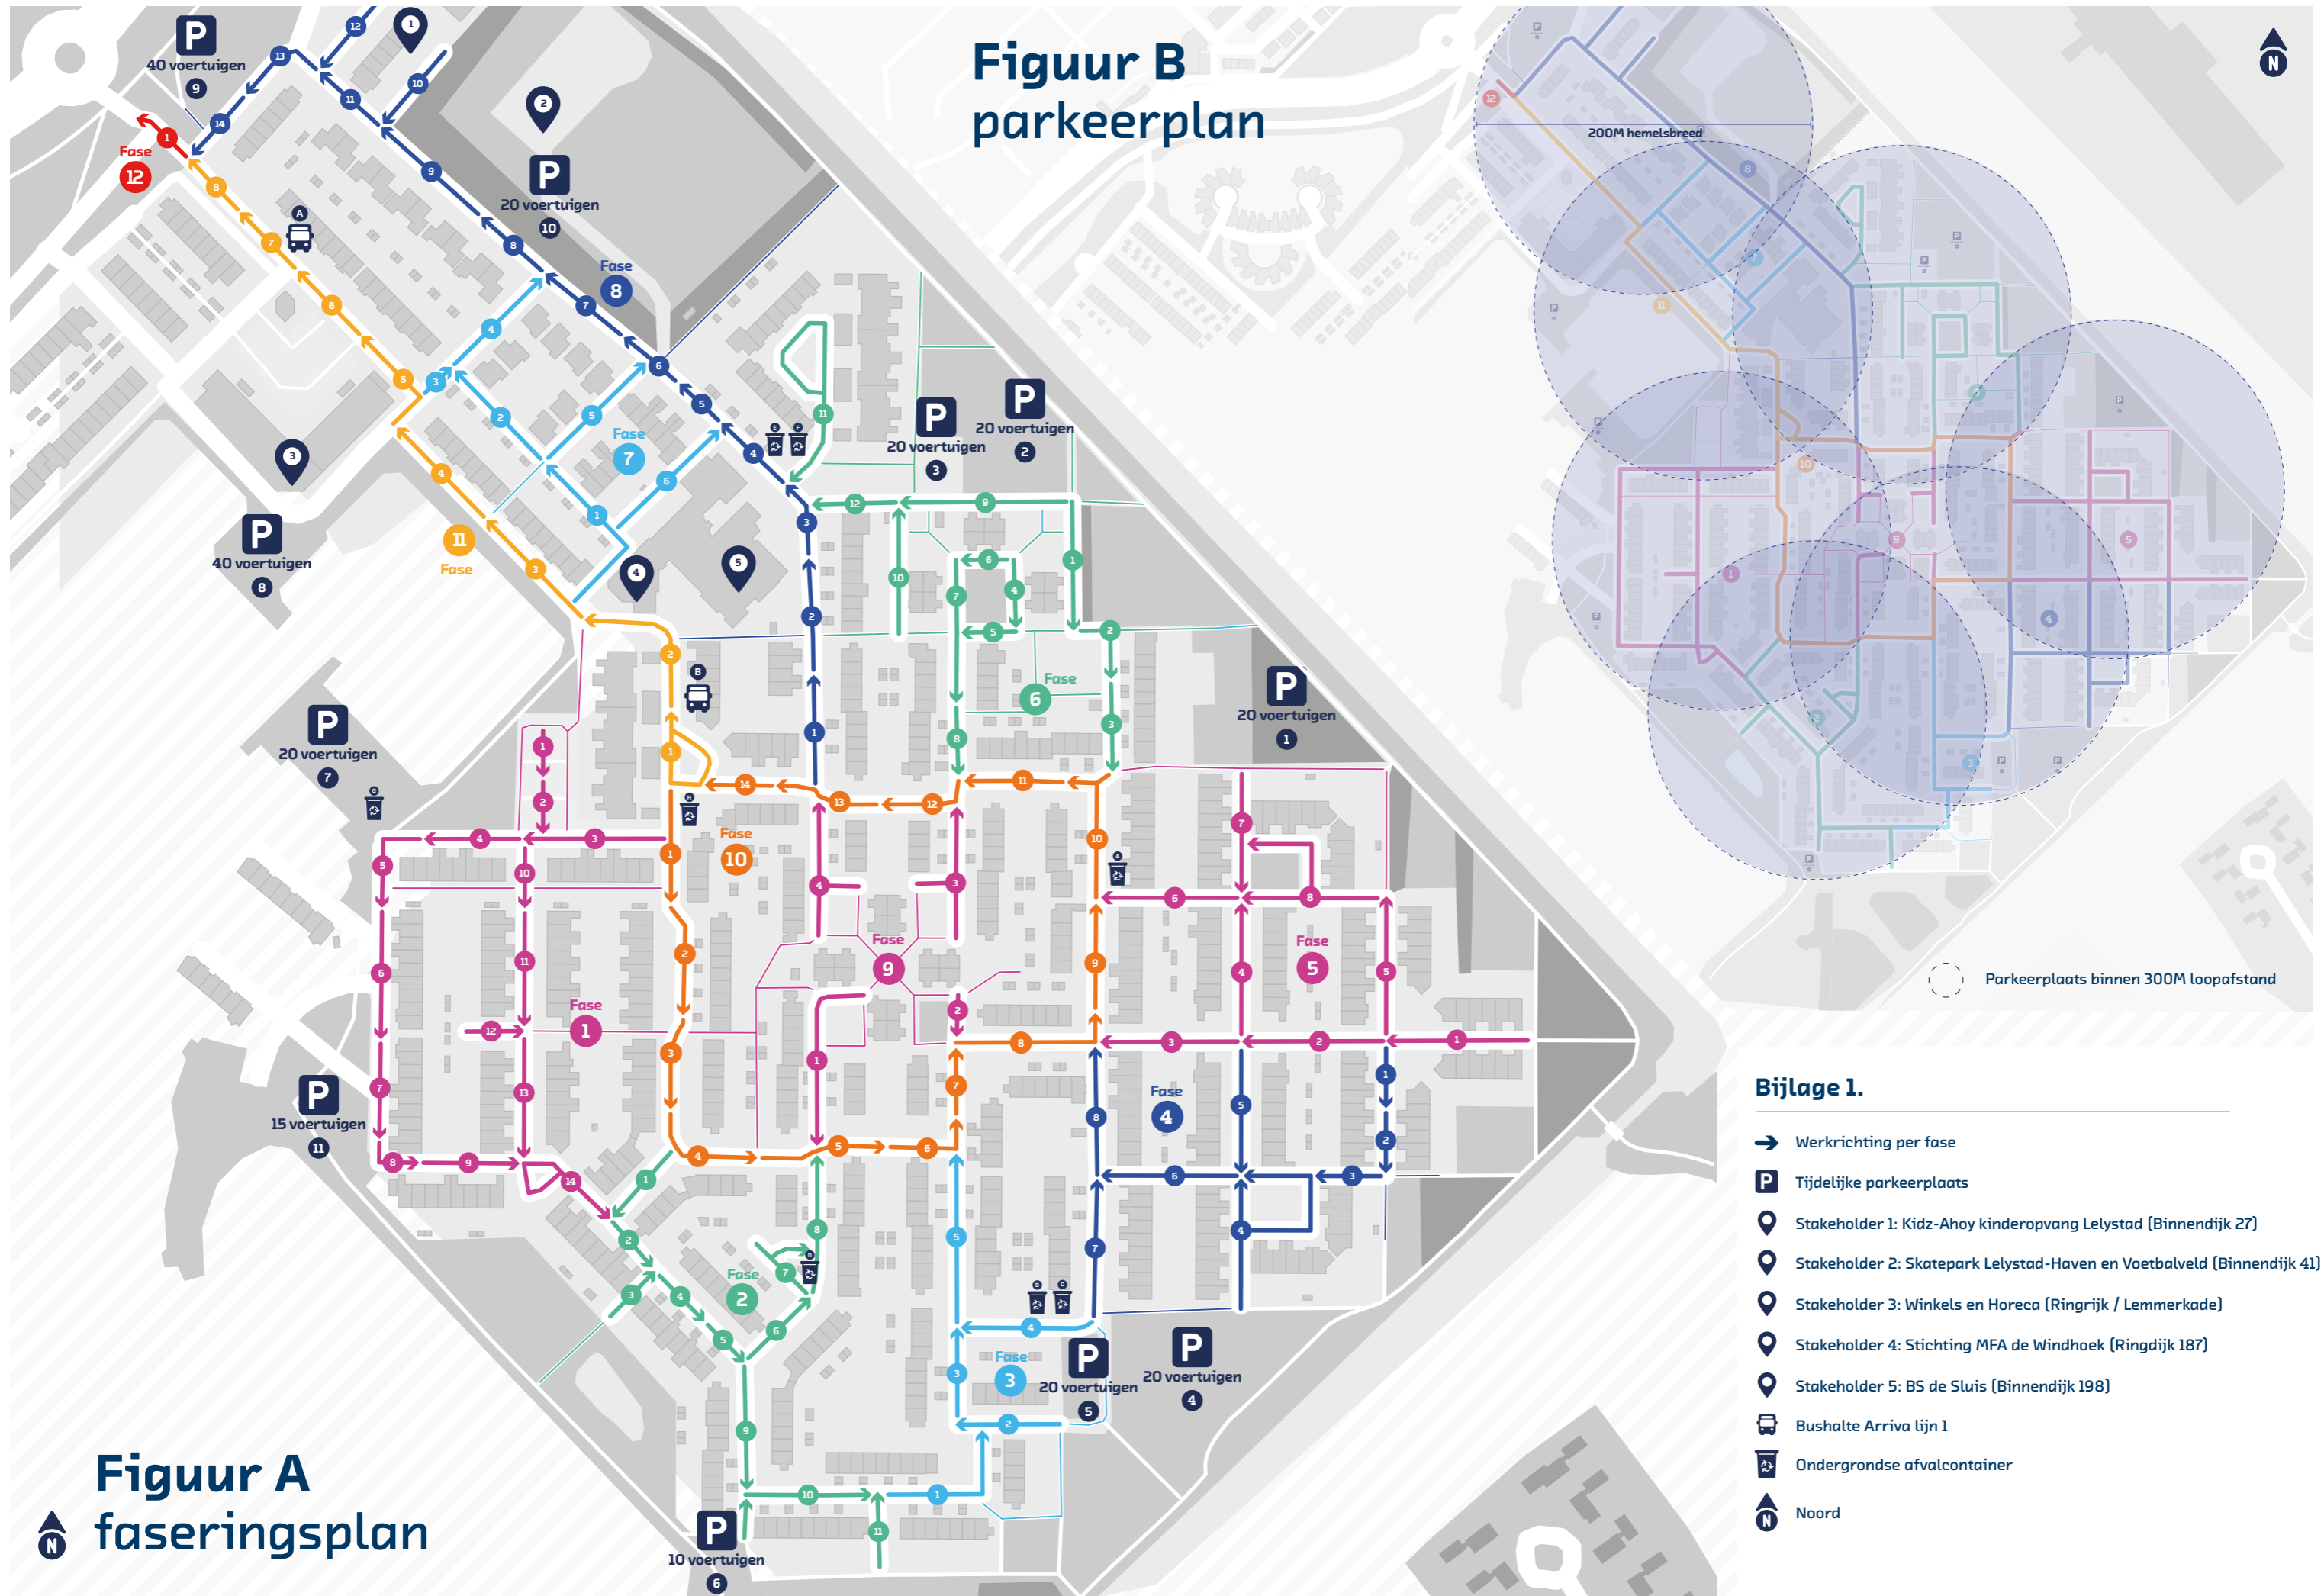 Figuur B
parkeerplan
N
200M hemelsbreed
Parkeerplaats binnen 300M loopafstand
P
40 voertuigen
9
1
2
P
20 voertuigen
10
Fase
12
A
Fase
8
3
P
40 voertuigen
8
11
Fase
Fase
7
E
F
P
20 voertuigen
3
P
20 voertuigen
2
4
5
B
Fase
6
P
20 voertuigen
1
P
20 voertuigen
7
G
H
Fase
10
A
Fase
9
Fase
5
Fase
1
P
15 voertuigen
11
Fase
4
D
Fase
2
B
C
Fase
3
P
20 voertuigen
5
P
20 voertuigen
4
P
10 voertuigen
6
Figuur A
faseringsplan
N
Bijlage 1.
Werkrichting per fase
P
Tijdelijke parkeerplaats
Stakeholder 1: Kidz-Ahoy kinderopvang Lelystad (Binnendijk 27)
Stakeholder 2: Skatepark Lelystad-Haven en Voetbalveld (Binnendijk 41)
Stakeholder 3: Winkels en Horeca (Ringrijk / Lemmerkade)
Stakeholder 4: Stichting MFA de Windhoek (Ringdijk 187)
Stakeholder 5: BS de Sluis (Binnendijk 198)
Bushalte Arriva lijn 1
Ondergrondse afvalcontainer
N
Noord